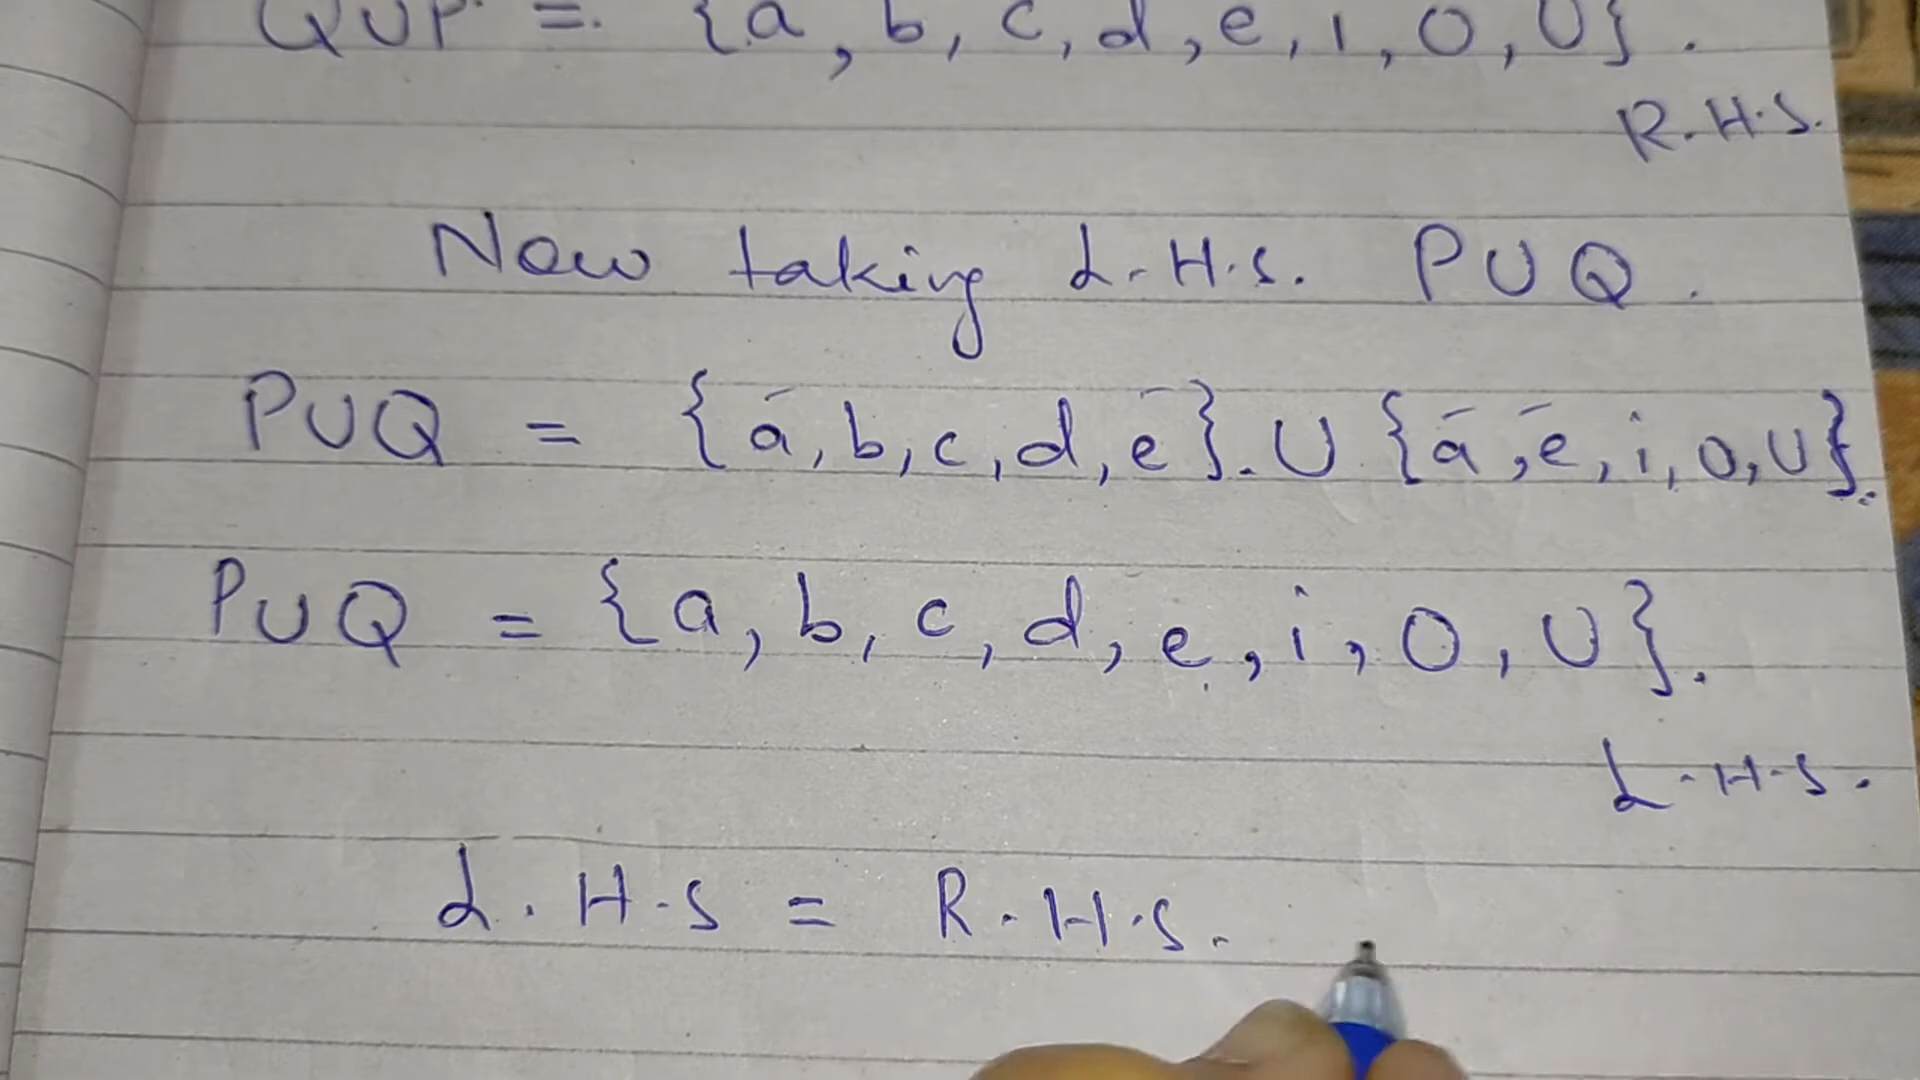 QUP = {a, b, c, d, e, i, O, U}.
R.H.S.
Now taking L.H.S. PUQ.
PUQ = {a, b, c, d, e}. U {a, e, i, o, U}.
PUQ = {a, b, c, d, e, i, O, U}.
L.H.S.
L.H.S = R.H.S.